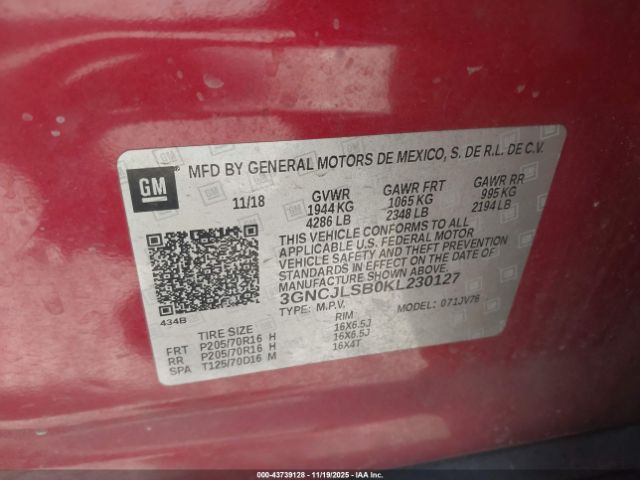 GM
MFD BY GENERAL MOTORS DE MEXICO, S. DE R.L. DE C.V.
11/18 GVWR GAWR FRT GAWR RR
1944 KG 1065 KG 995 KG
4286 LB 2348 LB 2194 LB
THIS VEHICLE CONFORMS TO ALL
APPLICABLE U.S. FEDERAL MOTOR
VEHICLE SAFETY AND THEFT PREVENTION
STANDARDS IN EFFECT ON THE DATE OF
MANUFACTURE SHOWN ABOVE.
3GNCJLSB0KL230127
TYPE: M.P.V. MODEL: 071JV76
434B
TIRE SIZE RIM
FRT P205/70R16 H 16X6.5J
RR P205/70R16 H 16X6.5J
SPA T125/70D16 M 16X4T
000-43739128 - 11/19/2025 - IAA Inc.